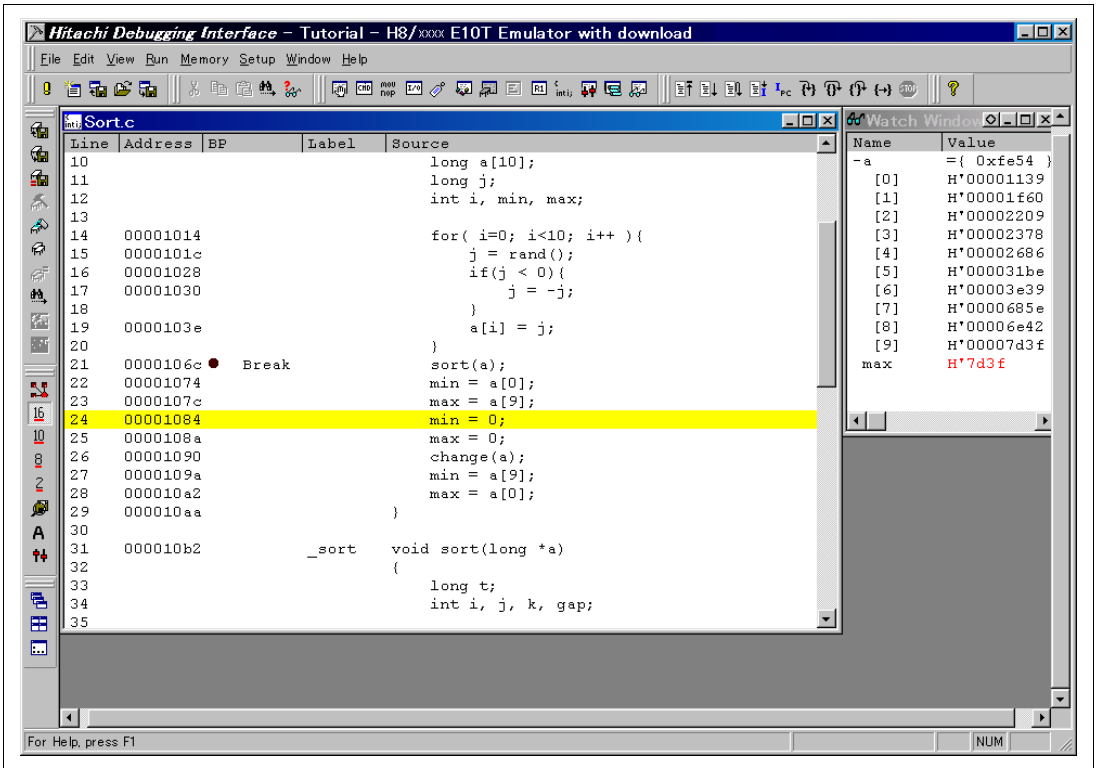 Hitachi Debugging Interface - Tutorial - H8/xxxx E10T Emulator with download
File Edit View Run Memory Setup Window Help
Sort.c
Line Address BP Label Source
10 long a[10];
11 long j;
12 int i, min, max;
13
14 00001014 for( i=0; i<10; i++ ){
15 0000101c j = rand();
16 00001028 if(j < 0){
17 00001030 j = -j;
18 }
19 0000103e a[i] = j;
20 }
21 0000106c Break sort(a);
22 00001074 min = a[0];
23 0000107c max = a[9];
24 00001084 min = 0;
25 0000108a max = 0;
26 00001090 change(a);
27 0000109a min = a[9];
28 000010a2 max = a[0];
29 000010aa }
30
31 000010b2 _sort void sort(long *a)
32 {
33 long t;
34 int i, j, k, gap;
35
Watch Window
Name Value
-a ={ 0xfe54 }
[0] H'00001139
[1] H'00001f60
[2] H'00002209
[3] H'00002378
[4] H'00002686
[5] H'000031be
[6] H'00003e39
[7] H'0000685e
[8] H'00006e42
[9] H'00007d3f
max H'7d3f
16
10
8
2
A
For Help, press F1
NUM